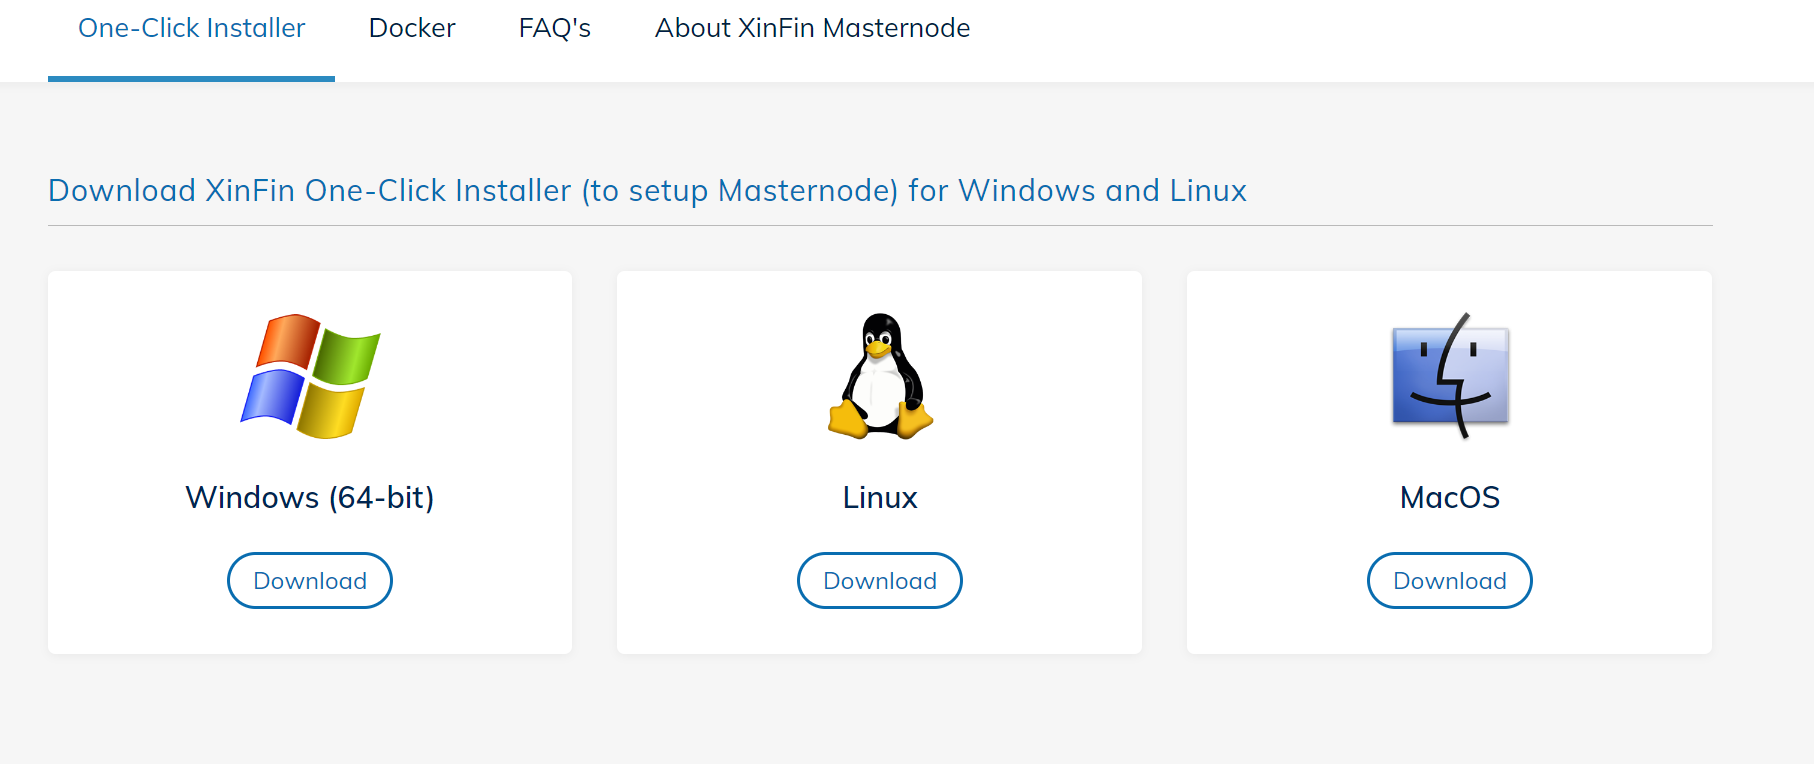 One-Click Installer Docker FAQ's About XinFin Masternode
Download XinFin One-Click Installer (to setup Masternode) for Windows and Linux
Windows (64-bit)
Download
Linux
Download
MacOS
Download